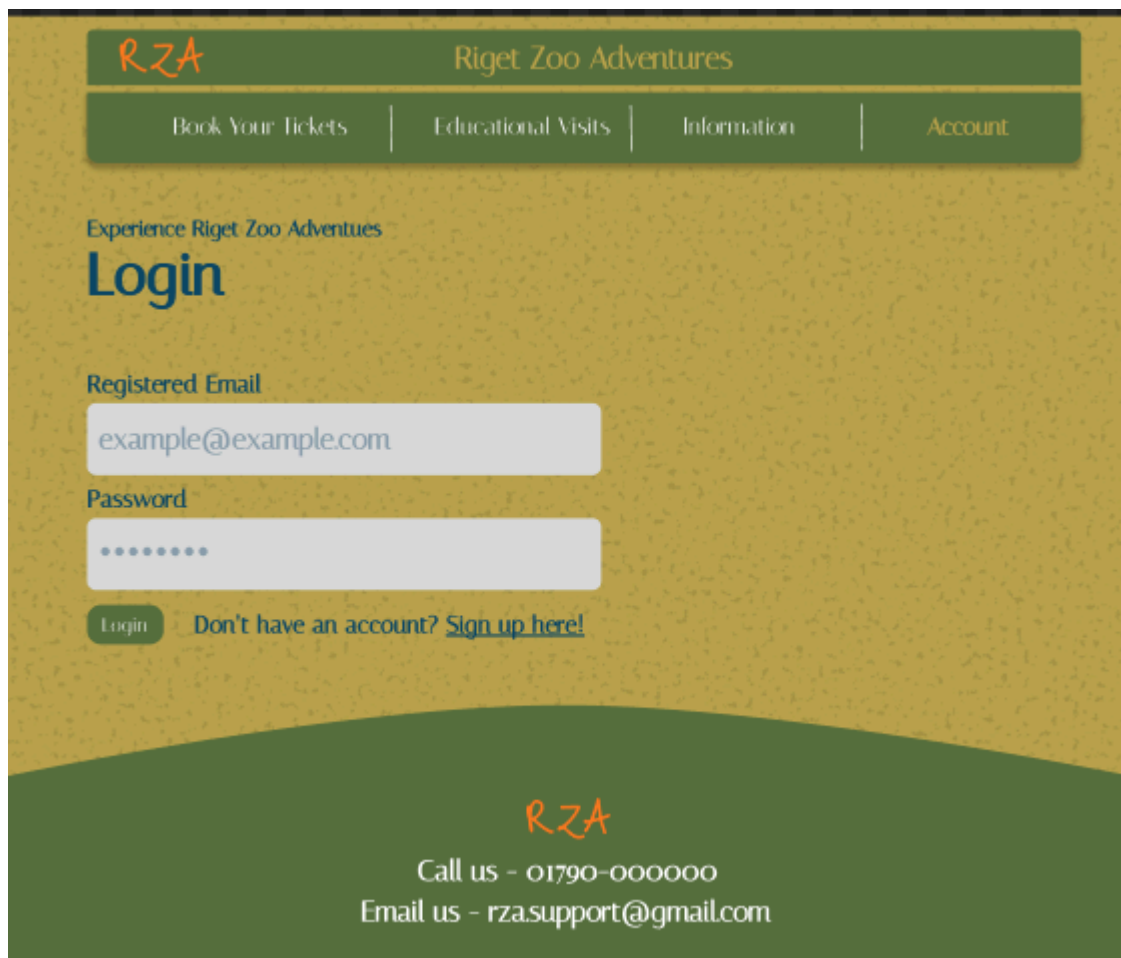 RZA
Riget Zoo Adventures
Book Your Tickets
Educational Visits
Information
Account
Experience Riget Zoo Adventues
Login
Registered Email
example@example.com
Password
••••••••
Login
Don't have an account? Sign up here!
RZA
Call us - 01790-000000
Email us - rza.support@gmail.com